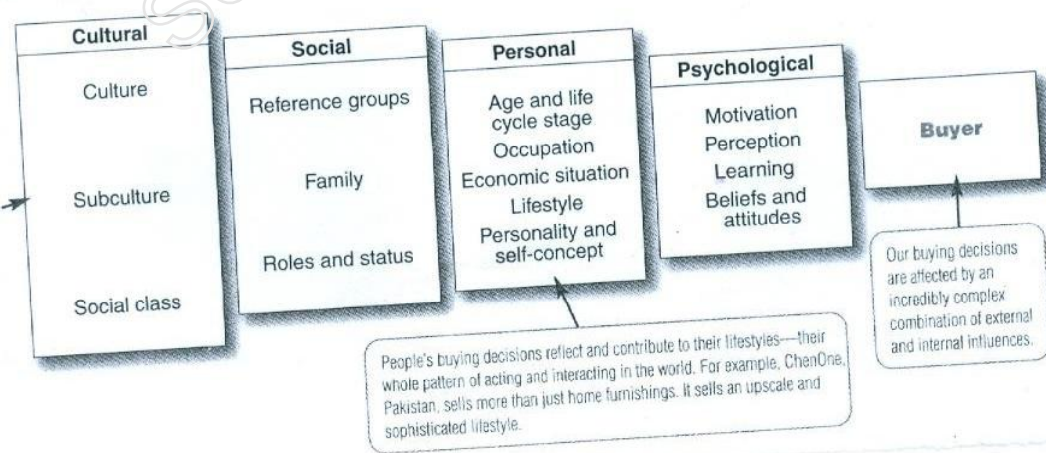 Cultural
Culture
Subculture
Social class
Social
Reference groups
Family
Roles and status
Personal
Age and life
cycle stage
Occupation
Economic situation
Lifestyle
Personality and
self-concept
Psychological
Motivation
Perception
Learning
Beliefs and
attitudes
Buyer
People's buying decisions reflect and contribute to their lifestyles—their
whole pattern of acting and interacting in the world. For example, ChenOne,
Pakistan, sells more than just home furnishings. It sells an upscale and
sophisticated lifestyle.
Our buying decisions
are affected by an
incredibly complex
combination of external
and internal influences.